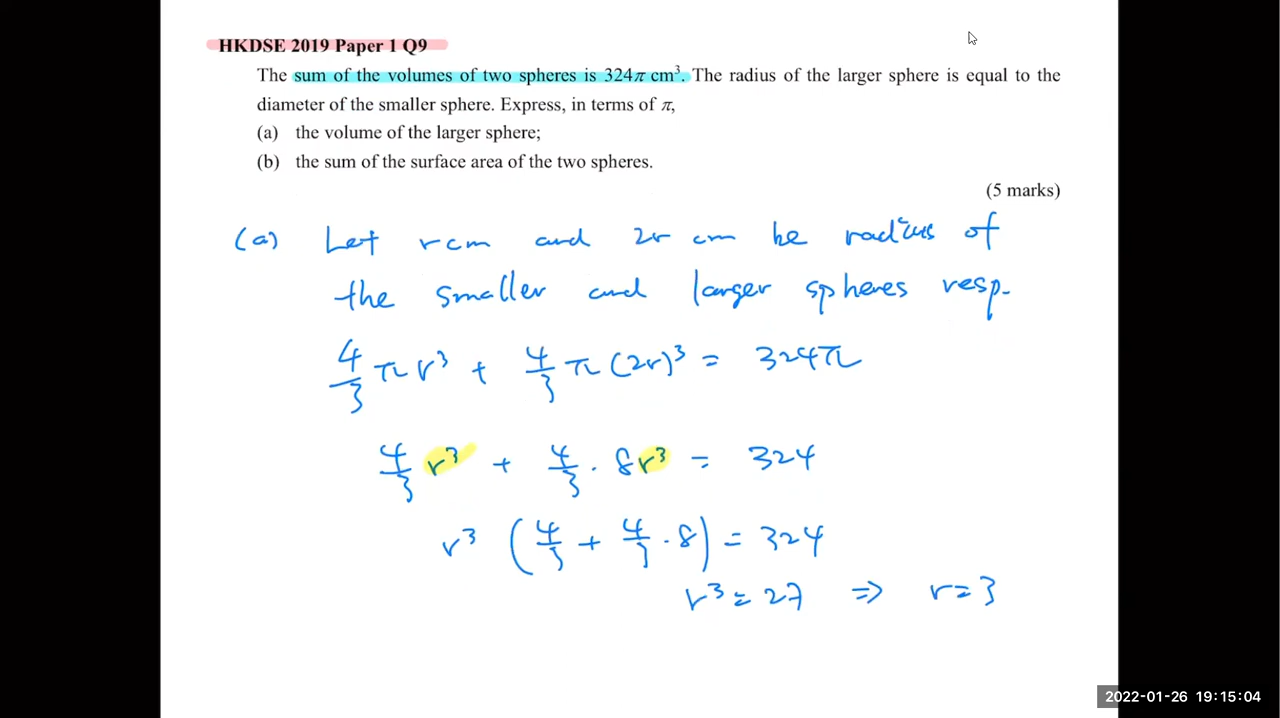 HKDSE 2019 Paper 1 Q9
The sum of the volumes of two spheres is 324π cm³. The radius of the larger sphere is equal to the
diameter of the smaller sphere. Express, in terms of π,
(a) the volume of the larger sphere;
(b) the sum of the surface area of the two spheres.
(5 marks)
(a) Let r cm and 2r cm be radius of
the smaller and larger spheres resp.
4/3 π r³ + 4/3 π (2r)³ = 324π
4/3 r³ + 4/3 · 8r³ = 324
r³ (4/3 + 4/3 · 8) = 324
r³ = 27 ⇒ r = 3
2022-01-26 19:15:04